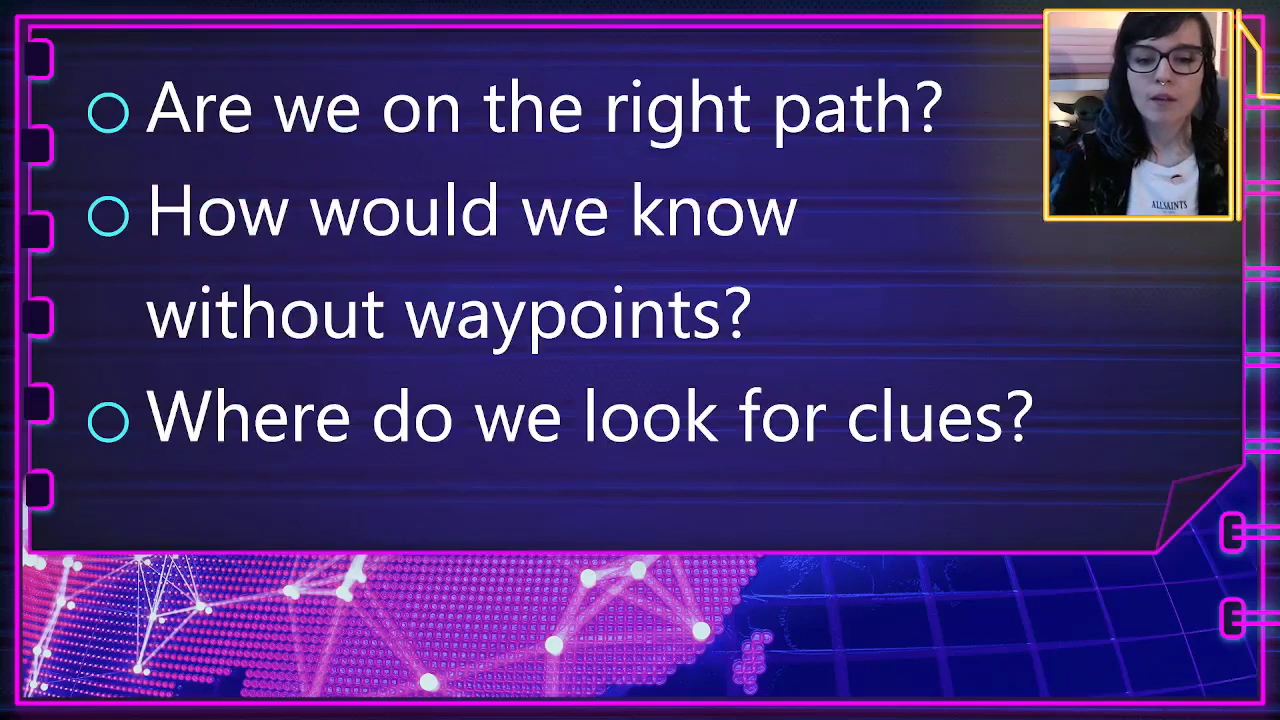 Are we on the right path?
How would we know
without waypoints?
Where do we look for clues?
ALLSAINTS